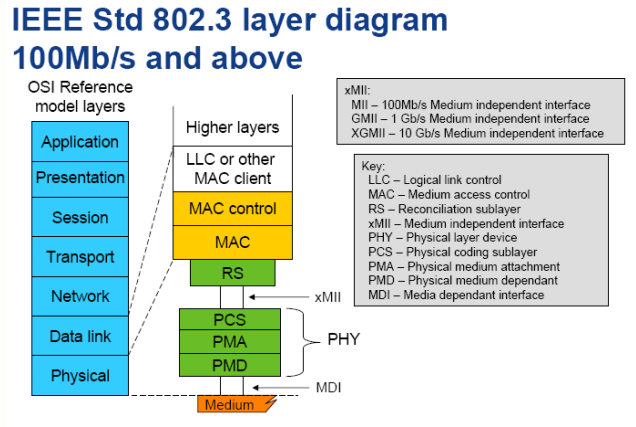 IEEE Std 802.3 layer diagram
100Mb/s and above
OSI Reference
model layers
Application
Presentation
Session
Transport
Network
Data link
Physical
Higher layers
LLC or other
MAC client
MAC control
MAC
RS
xMII
PCS
PMA
PMD
PHY
MDI
Medium
xMII:
MII – 100Mb/s Medium independent interface
GMII – 1 Gb/s Medium independent interface
XGMII – 10 Gb/s Medium independent interface
Key:
LLC – Logical link control
MAC – Medium access control
RS – Reconciliation sublayer
xMII – Medium independent interface
PHY – Physical layer device
PCS – Physical coding sublayer
PMA – Physical medium attachment
PMD – Physical medium dependant
MDI – Media dependant interface